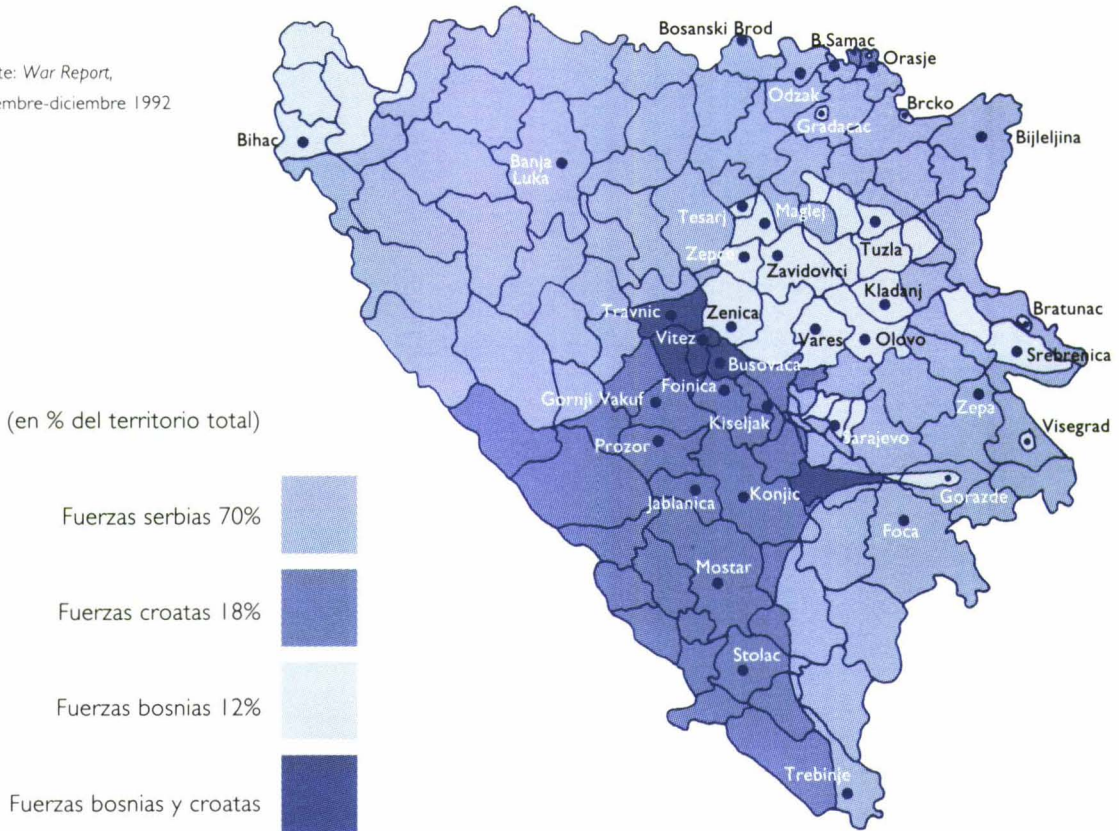 Bosanski Brod
B.Samac
Orasje
te: War Report,
embre-diciembre 1992
Odzak
Brcko
Gradacac
Bihac
Bijleljina
Banja
Luka
Tesarj
Maglej
Tuzla
Zepce
Zavidovici
Kladanj
Travnic
Zenica
Bratunac
Vitez
Vares
Olovo
Srebrenica
Busovaca
Foinica
Gornji Vakuf
Zepa
(en % del territorio total)
Kiseljak
Sarajevo
Visegrad
Prozor
Jablanica
Konjic
Gorazde
Fuerzas serbias 70%
Foca
Mostar
Fuerzas croatas 18%
Stolac
Fuerzas bosnias 12%
Trebinje
Fuerzas bosnias y croatas